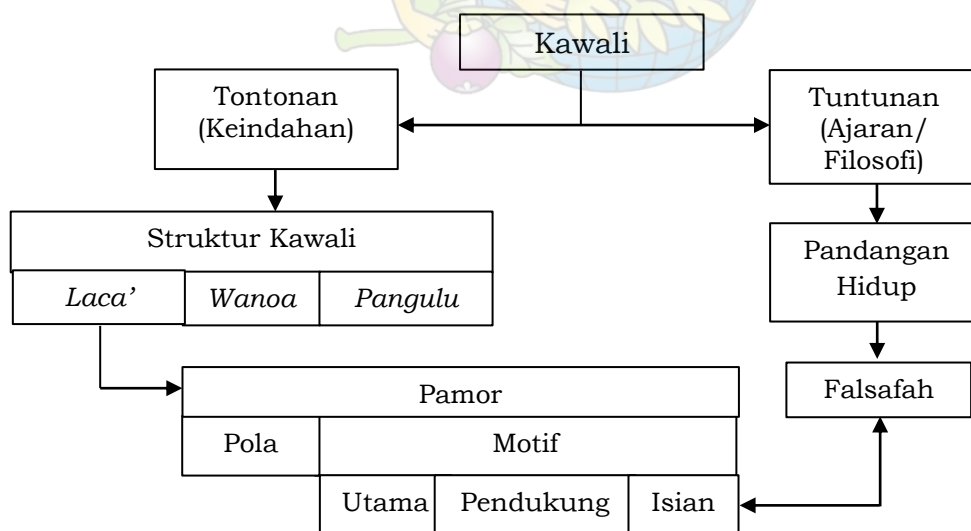 Kawali
Tontonan
(Keindahan)
Tuntunan
(Ajaran/
Filosofi)
Struktur Kawali
Laca’ Wanoa Pangulu
Pandangan
Hidup
Pamor
Falsafah
Pola Motif
Utama Pendukung Isian